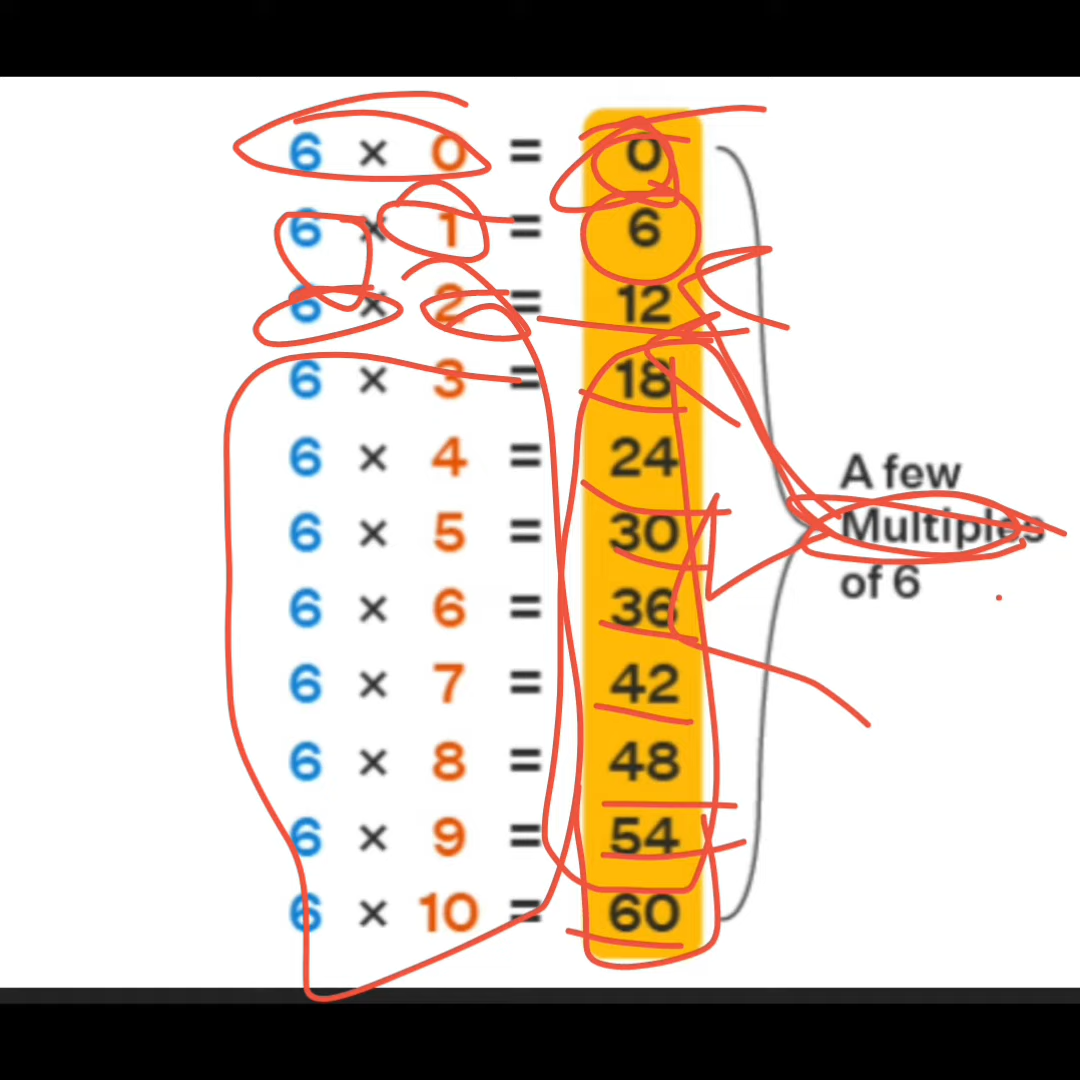 6 × 0 = 0
6 × 1 = 6
6 × 2 = 12
6 × 3 = 18
6 × 4 = 24
6 × 5 = 30
6 × 6 = 36
6 × 7 = 42
6 × 8 = 48
6 × 9 = 54
6 × 10 = 60
A few
Multiples
of 6